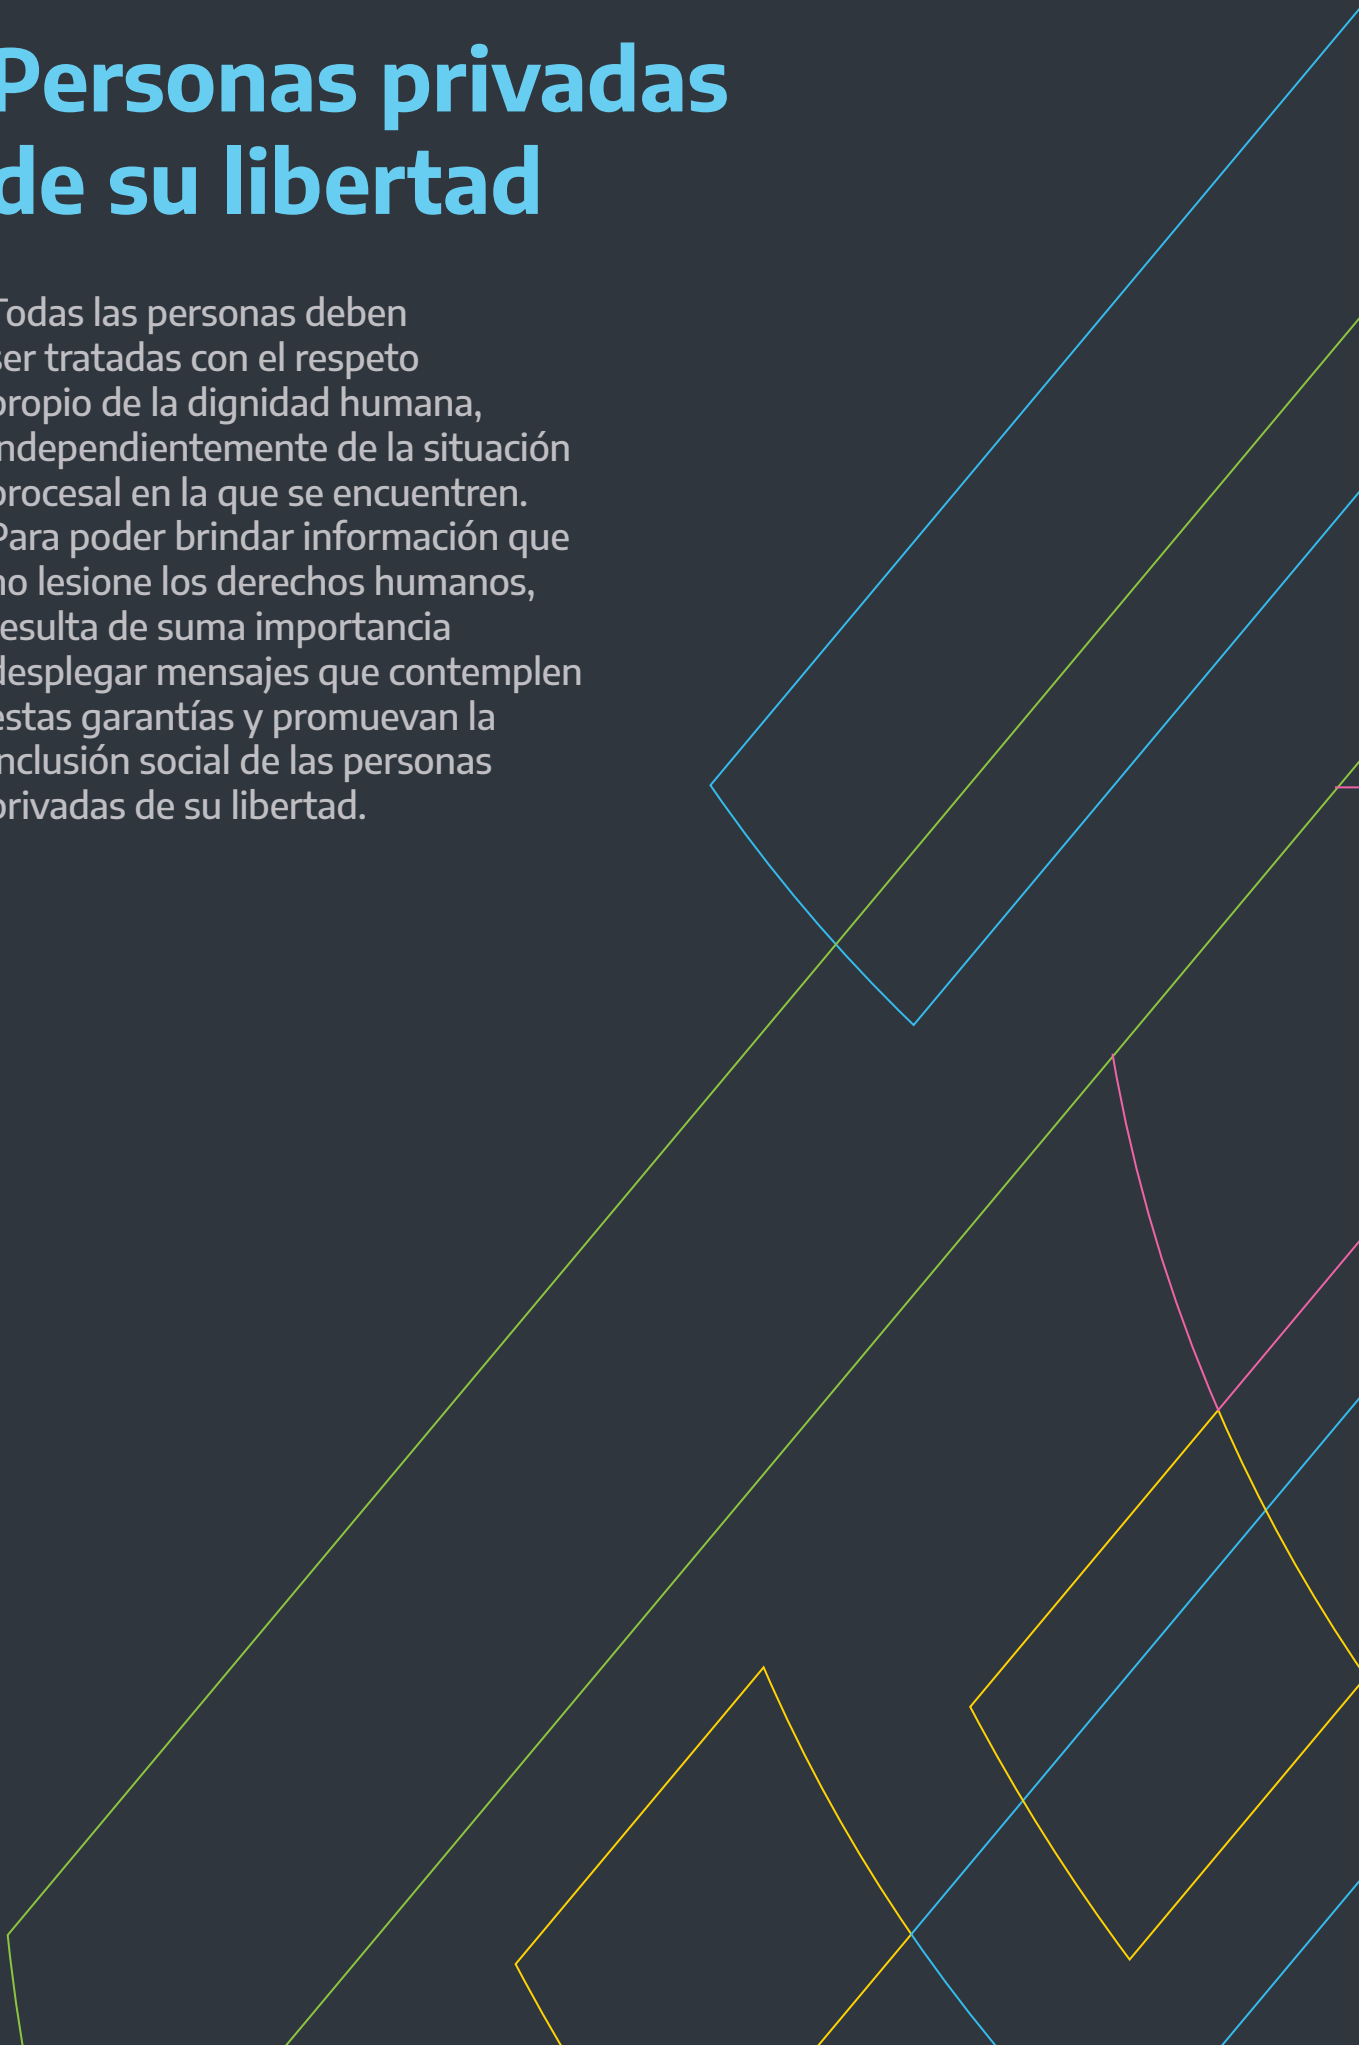 Personas privadas
de su libertad
Todas las personas deben
ser tratadas con el respeto
propio de la dignidad humana,
independientemente de la situación
procesal en la que se encuentren.
Para poder brindar información que
no lesione los derechos humanos,
resulta de suma importancia
desplegar mensajes que contemplen
estas garantías y promuevan la
inclusión social de las personas
privadas de su libertad.